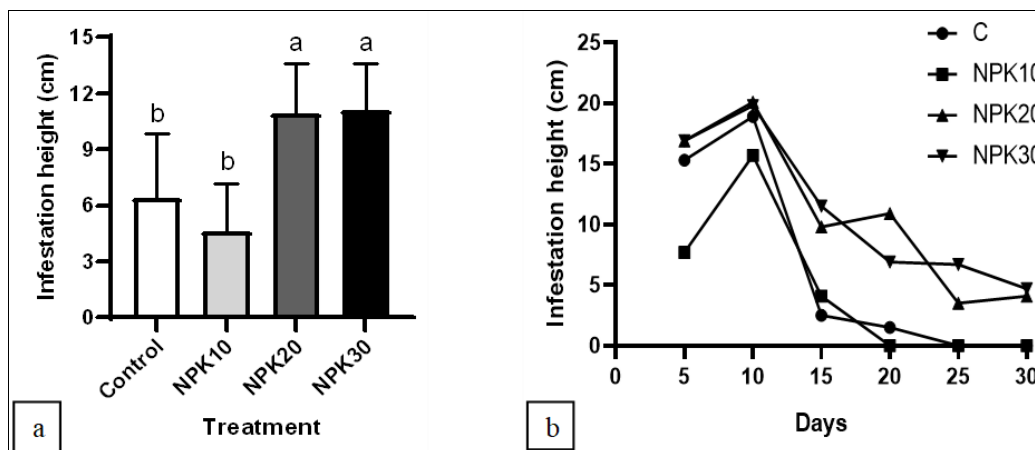 Infestation height (cm)
15
12
9
6
3
0
b
b
a
a
Control
NPK10
NPK20
NPK30
Treatment
a
Infestation height (cm)
25
20
15
10
5
0
0
5
10
15
20
25
30
Days
C
NPK10
NPK20
NPK30
b